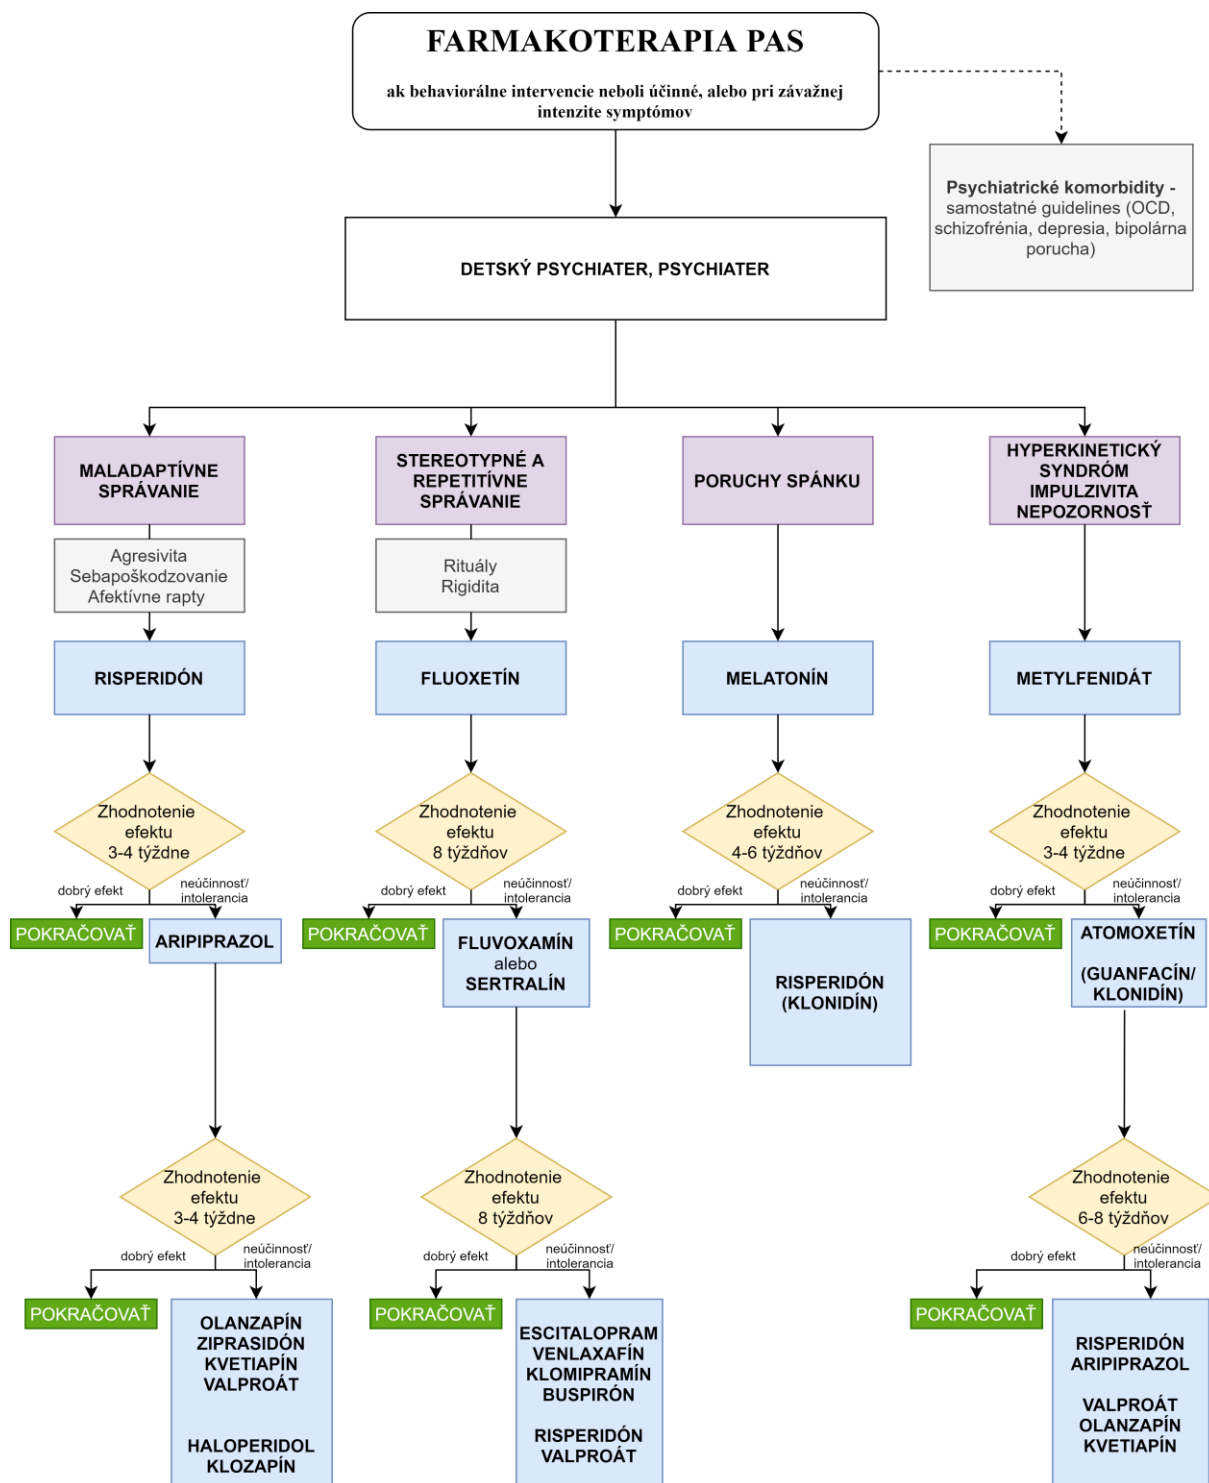 FARMAKOTERAPIA PAS
ak behaviorálne intervencie neboli účinné, alebo pri závažnej
intenzite symptómov
Psychiatrické komorbidity -
samostatné guidelines (OCD,
schizofrénia, depresia, bipolárna
porucha)
DETSKÝ PSYCHIATER, PSYCHIATER
MALADAPTÍVNE
SPRÁVANIE
Agresivita
Sebapoškodzovanie
Afektívne rapty
RISPERIDÓN
Zhodnotenie
efektu
3-4 týždne
dobrý efekt
neúčinnosť/
intolerancia
POKRAČOVAŤ
ARIPIPRAZOL
Zhodnotenie
efektu
3-4 týždne
dobrý efekt
neúčinnosť/
intolerancia
POKRAČOVAŤ
OLANZAPÍN
ZIPRASIDÓN
KVETIAPÍN
VALPROÁT
HALOPERIDOL
KLOZAPÍN
STEREOTYPNÉ A
REPETITÍVNE
SPRÁVANIE
Rituály
Rigidita
FLUOXETÍN
Zhodnotenie
efektu
8 týždňov
dobrý efekt
neúčinnosť/
intolerancia
POKRAČOVAŤ
FLUVOXAMÍN
alebo
SERTRALÍN
Zhodnotenie
efektu
8 týždňov
dobrý efekt
neúčinnosť/
intolerancia
POKRAČOVAŤ
ESCITALOPRAM
VENLAXAFÍN
KLOMIPRAMÍN
BUSPIRÓN
RISPERIDÓN
VALPROÁT
PORUCHY SPÁNKU
MELATONÍN
Zhodnotenie
efektu
4-6 týždňov
dobrý efekt
neúčinnosť/
intolerancia
POKRAČOVAŤ
RISPERIDÓN
(KLONIDÍN)
HYPERKINETICKÝ
SYNDRÓM
IMPULZIVITA
NEPOZORNOSŤ
METYLFENIDÁT
Zhodnotenie
efektu
3-4 týždne
dobrý efekt
neúčinnosť/
intolerancia
POKRAČOVAŤ
ATOMOXETÍN
(GUANFACÍN/
KLONIDÍN)
Zhodnotenie
efektu
6-8 týždňov
dobrý efekt
neúčinnosť/
intolerancia
POKRAČOVAŤ
RISPERIDÓN
ARIPIPRAZOL
VALPROÁT
OLANZAPÍN
KVETIAPÍN